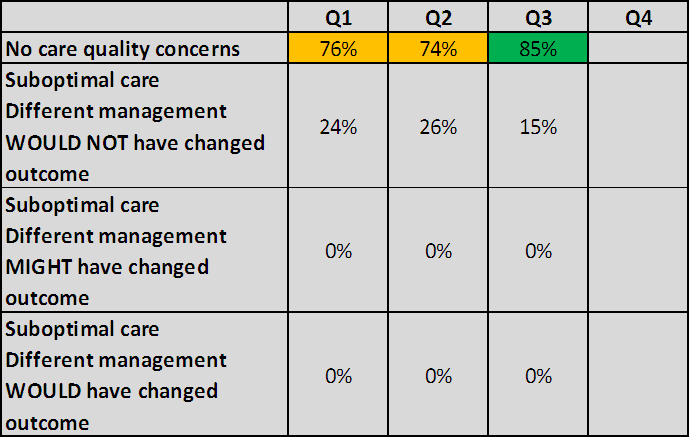 Q1 Q2 Q3 Q4
No care quality concerns 76% 74% 85%
Suboptimal care
Different management
WOULD NOT have changed
outcome
24% 26% 15%
Suboptimal care
Different management
MIGHT have changed
outcome
0% 0% 0%
Suboptimal care
Different management
WOULD have changed
outcome
0% 0% 0%